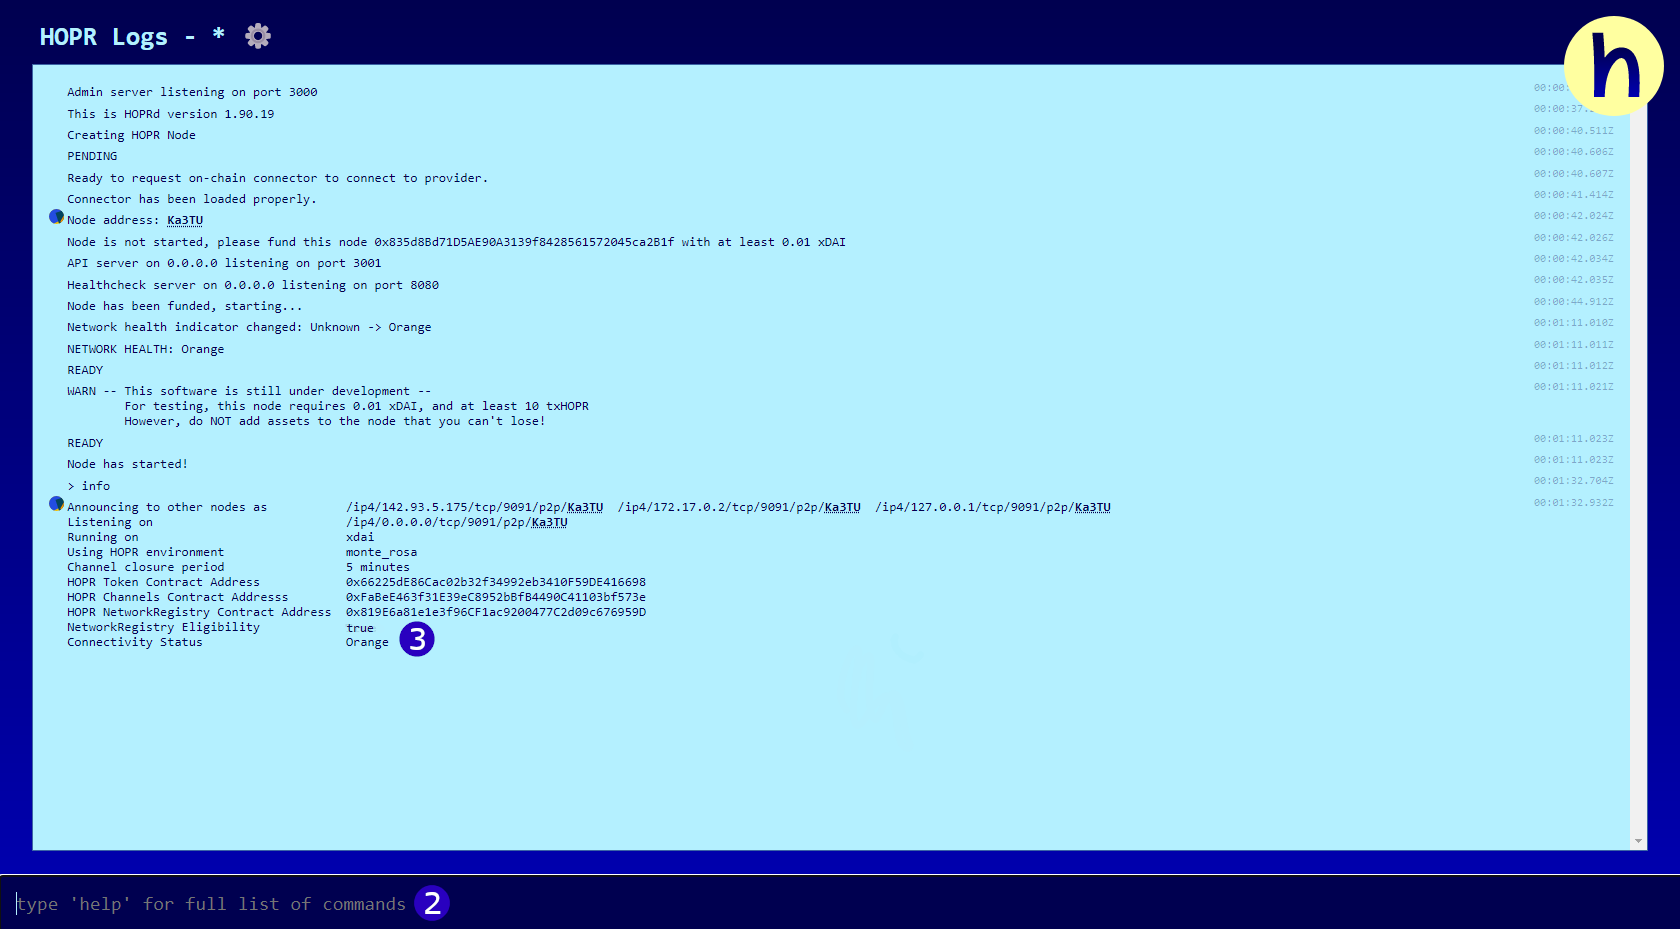 HOPR Logs - *
h
Admin server listening on port 3000 00:00:
This is HOPRd version 1.90.19 00:00:37.
Creating HOPR Node 00:00:40.511Z
PENDING 00:00:40.606Z
Ready to request on-chain connector to connect to provider. 00:00:40.607Z
Connector has been loaded properly. 00:00:41.414Z
Node address: Ka3TU 00:00:42.024Z
Node is not started, please fund this node 0x835d8Bd71D5AE90A3139f8428561572045ca2B1f with at least 0.01 xDAI 00:00:42.026Z
API server on 0.0.0.0 listening on port 3001 00:00:42.034Z
Healthcheck server on 0.0.0.0 listening on port 8080 00:00:42.035Z
Node has been funded, starting... 00:00:44.912Z
Network health indicator changed: Unknown -> Orange 00:01:11.010Z
NETWORK HEALTH: Orange 00:01:11.011Z
READY 00:01:11.012Z
WARN -- This software is still under development -- 00:01:11.021Z
For testing, this node requires 0.01 xDAI, and at least 10 txHOPR
However, do NOT add assets to the node that you can't lose!
READY 00:01:11.023Z
Node has started! 00:01:11.023Z
> info 00:01:32.704Z
Announcing to other nodes as /ip4/142.93.5.175/tcp/9091/p2p/Ka3TU /ip4/172.17.0.2/tcp/9091/p2p/Ka3TU /ip4/127.0.0.1/tcp/9091/p2p/Ka3TU 00:01:32.932Z
Listening on /ip4/0.0.0.0/tcp/9091/p2p/Ka3TU
Running on xdai
Using HOPR environment monte_rosa
Channel closure period 5 minutes
HOPR Token Contract Address 0x66225dE86Cac02b32f34992eb3410F59DE416698
HOPR Channels Contract Addresss 0xFaBeE463f31E39eC8952bBfB4490C41103bf573e
HOPR NetworkRegistry Contract Address 0x819E6a81e1e3f96CF1ac9200477C2d09c676959D
NetworkRegistry Eligibility true
Connectivity Status Orange 3
type 'help' for full list of commands 2